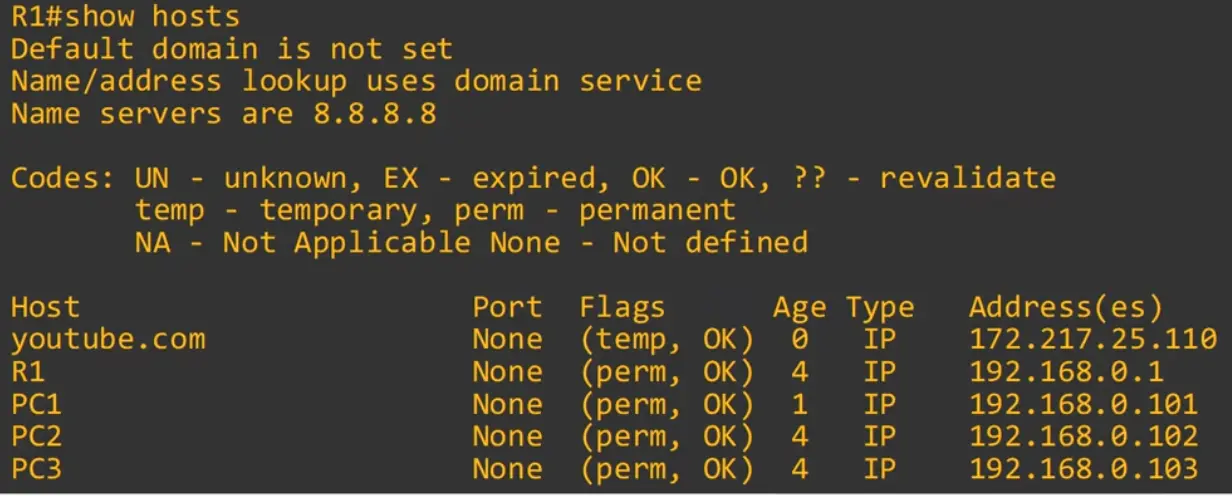 R1#show hosts
Default domain is not set
Name/address lookup uses domain service
Name servers are 8.8.8.8
Codes: UN - unknown, EX - expired, OK - OK, ?? - revalidate
temp - temporary, perm - permanent
NA - Not Applicable None - Not defined
Host Port Flags Age Type Address(es)
youtube.com None (temp, OK) 0 IP 172.217.25.110
R1 None (perm, OK) 4 IP 192.168.0.1
PC1 None (perm, OK) 1 IP 192.168.0.101
PC2 None (perm, OK) 4 IP 192.168.0.102
PC3 None (perm, OK) 4 IP 192.168.0.103